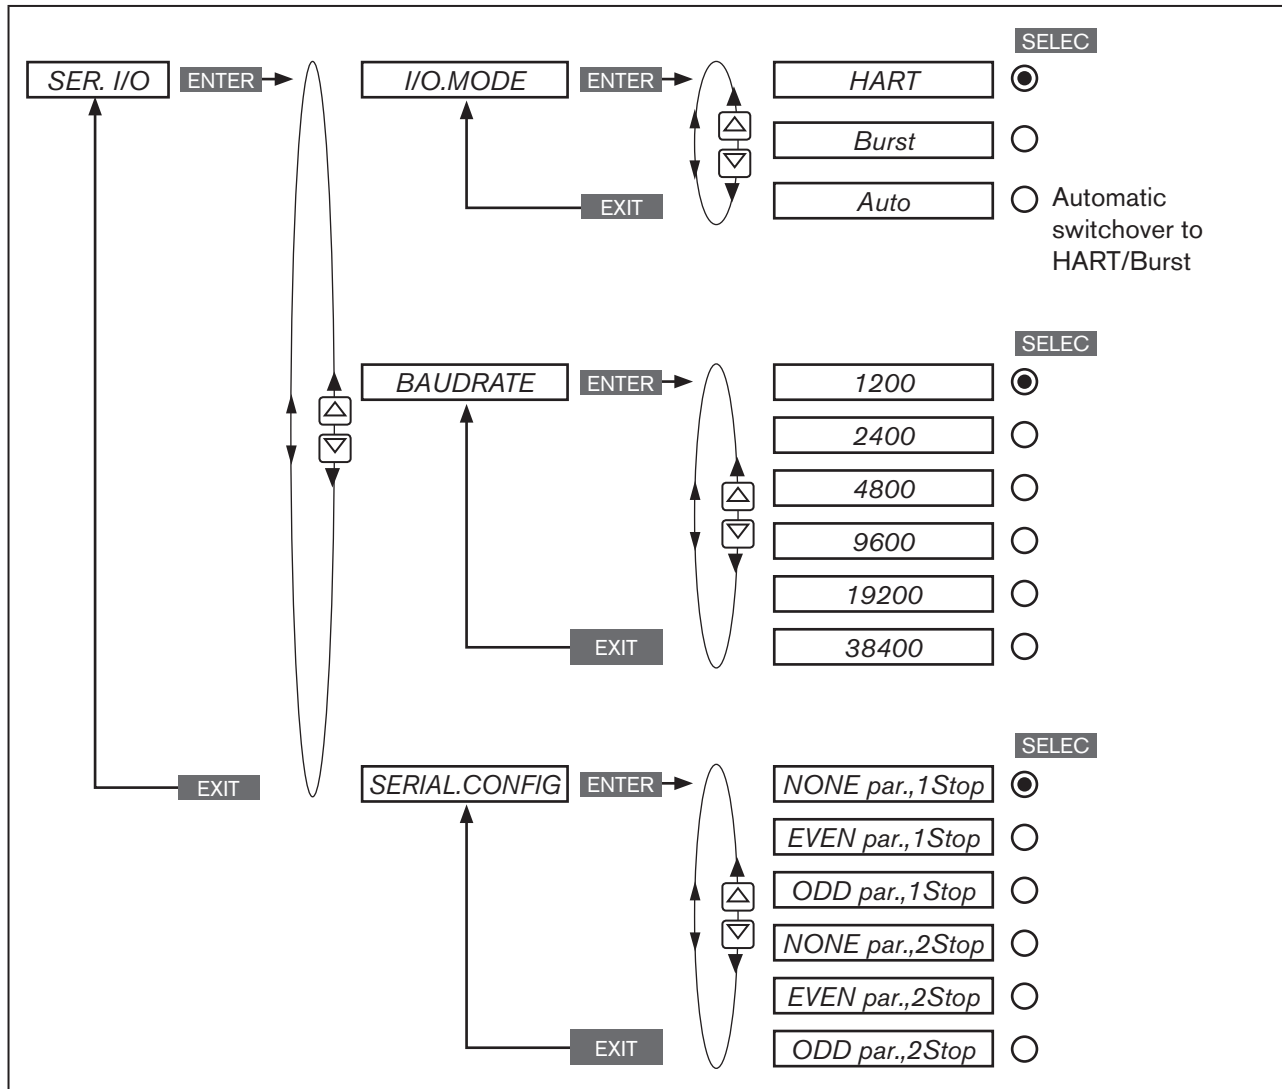 SELEC
SER. I/O ENTER I/O.MODE ENTER HART
Burst
EXIT Auto Automatic
switchover to
HART/Burst
SELEC
BAUDRATE ENTER 1200
2400
4800
9600
19200
EXIT 38400
SELEC
EXIT SERIAL.CONFIG ENTER NONE par.,1Stop
EVEN par.,1Stop
ODD par.,1Stop
NONE par.,2Stop
EVEN par.,2Stop
EXIT ODD par.,2Stop